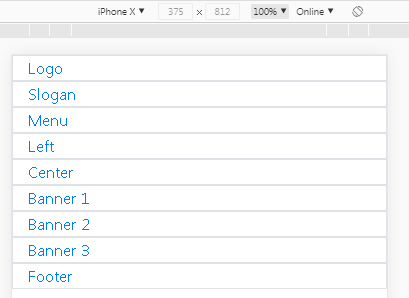 iPhone X ▼ 375 × 812 100% ▼ Online ▼
Logo
Slogan
Menu
Left
Center
Banner 1
Banner 2
Banner 3
Footer